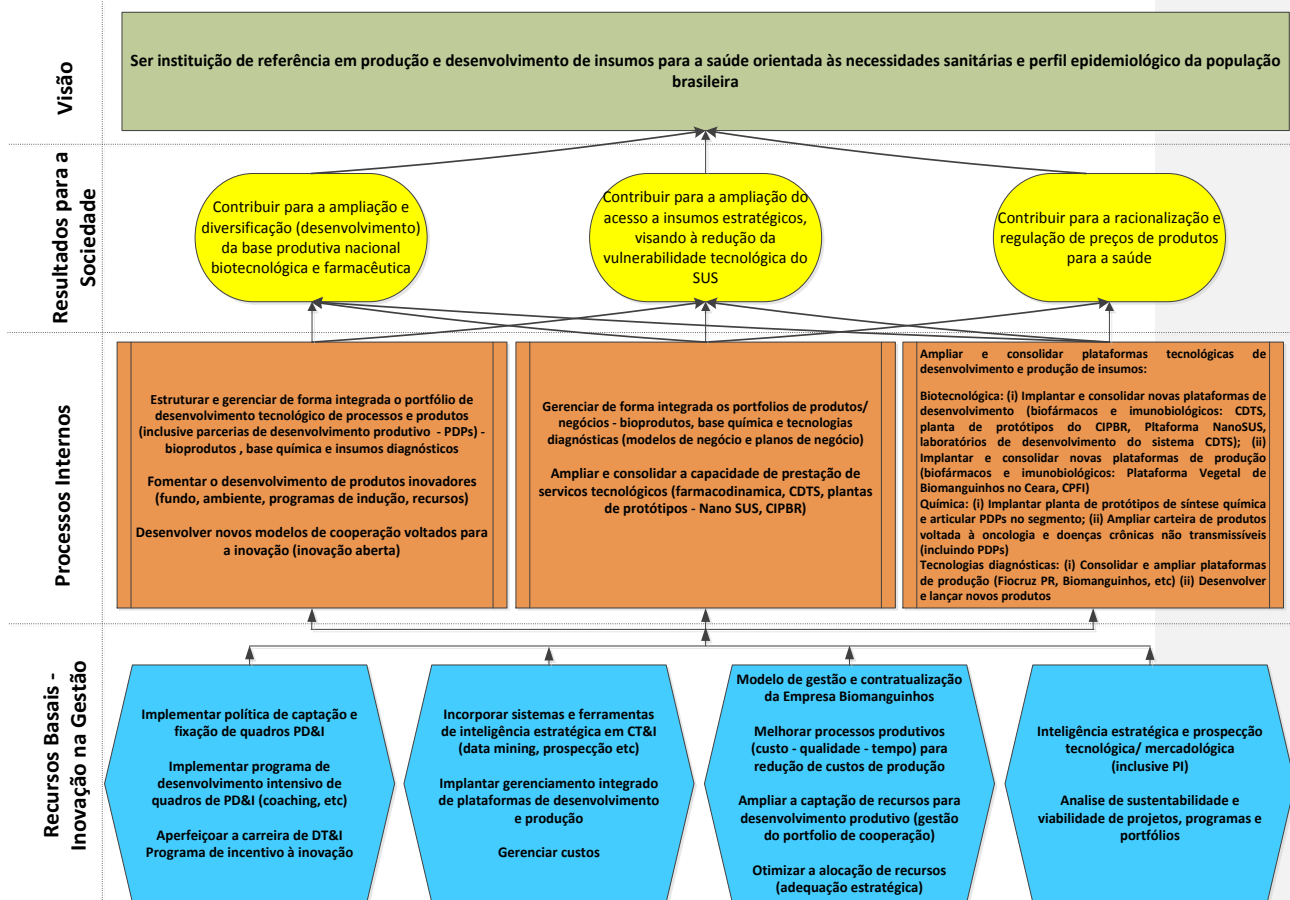 Visão
Ser instituição de referência em produção e desenvolvimento de insumos para a saúde orientada às necessidades sanitárias e perfil epidemiológico da população
brasileira
Resultados para a
Sociedade
Contribuir para a ampliação e
diversificação (desenvolvimento)
da base produtiva nacional
biotecnológica e farmacêutica
Contribuir para a ampliação do
acesso a insumos estratégicos,
visando à redução da
vulnerabilidade tecnológica do
SUS
Contribuir para a racionalização e
regulação de preços de produtos
para a saúde
Processos Internos
Estruturar e gerenciar de forma integrada o portfólio de
desenvolvimento tecnológico de processos e produtos
(inclusive parcerias de desenvolvimento produtivo - PDPs) -
bioprodutos , base química e insumos diagnósticos
Fomentar o desenvolvimento de produtos inovadores
(fundo, ambiente, programas de indução, recursos)
Desenvolver novos modelos de cooperação voltados para
a inovação (inovação aberta)
Gerenciar de forma integrada os portfolios de produtos/
negócios - bioprodutos, base química e tecnologias
diagnósticas (modelos de negócio e planos de negócio)
Ampliar e consolidar a capacidade de prestação de
servicos tecnológicos (farmacodinamica, CDTS, plantas
de protótipos - Nano SUS, CIPBR)
Ampliar e consolidar plataformas tecnológicas de
desenvolvimento e produção de insumos:
Biotecnológica: (i) Implantar e consolidar novas plataformas de
desenvolvimento (biofármacos e imunobiológicos: CDTS,
planta de protótipos do CIPBR, Pltaforma NanoSUS,
laboratórios de desenvolvimento do sistema CDTS); (ii)
Implantar e consolidar novas plataformas de produção
(biofármacos e imunobiológicos: Plataforma Vegetal de
Biomanguinhos no Ceara, CPFI)
Química: (i) Implantar planta de protótipos de síntese química
e articular PDPs no segmento; (ii) Ampliar carteira de produtos
voltada à oncologia e doenças crônicas não transmissíveis
(incluindo PDPs)
Tecnologias diagnósticas: (i) Consolidar e ampliar plataformas
de produção (Fiocruz PR, Biomanguinhos, etc) (ii) Desenvolver
e lançar novos produtos
Recursos Basais -
Inovação na Gestão
Implementar política de captação e
fixação de quadros PD&I
Implementar programa de
desenvolvimento intensivo de
quadros de PD&I (coaching, etc)
Aperfeiçoar a carreira de DT&I
Programa de incentivo à inovação
Incorporar sistemas e ferramentas
de inteligência estratégica em CT&I
(data mining, prospecção etc)
Implantar gerenciamento integrado
de plataformas de desenvolvimento
e produção
Gerenciar custos
Modelo de gestão e contratualização
da Empresa Biomanguinhos
Melhorar processos produtivos
(custo - qualidade - tempo) para
redução de custos de produção
Ampliar a captação de recursos para
desenvolvimento produtivo (gestão
do portfolio de cooperação)
Otimizar a alocação de recursos
(adequação estratégica)
Inteligência estratégica e prospecção
tecnológica/ mercadológica
(inclusive PI)
Analise de sustentabilidade e
viabilidade de projetos, programas e
portfólios